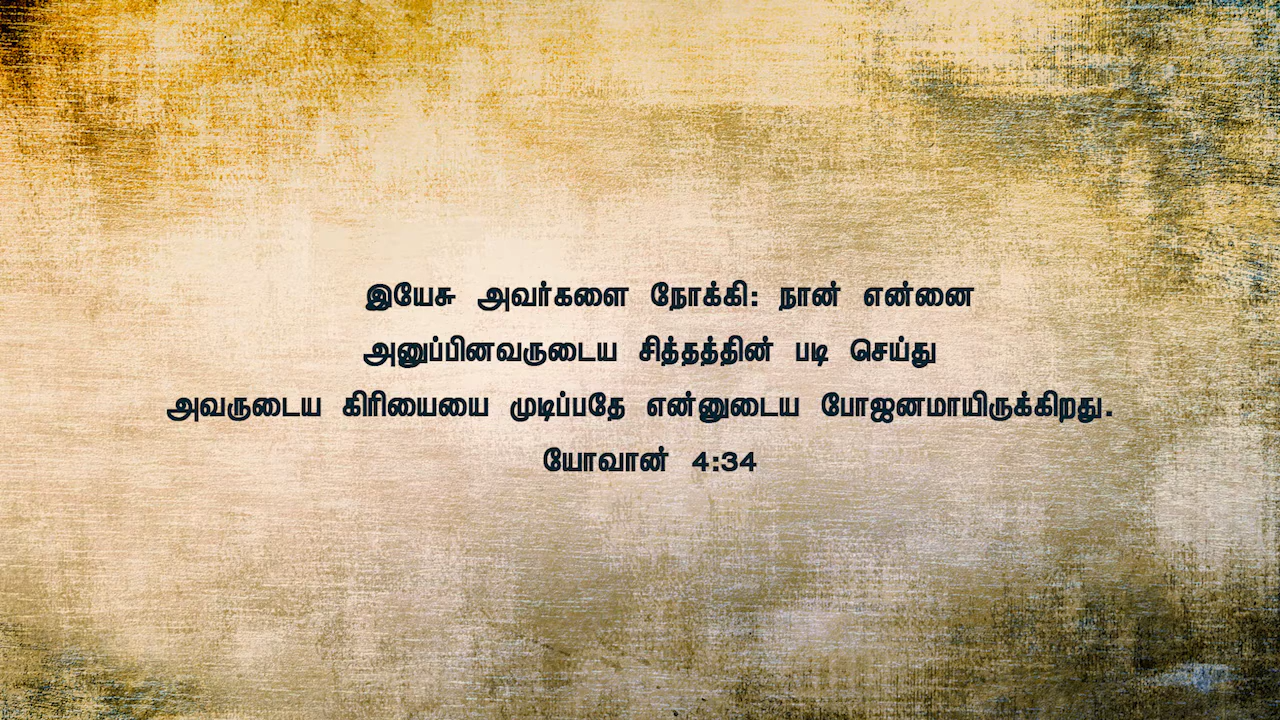 இயேசு அவர்களை நோக்கி: நான் என்னை
அனுப்பினவருடைய சித்தத்தின் படி செய்து
அவருடைய கிரியையை முடிப்பதே என்னுடைய போஜனமாயிருக்கிறது.
யோவான் 4:34